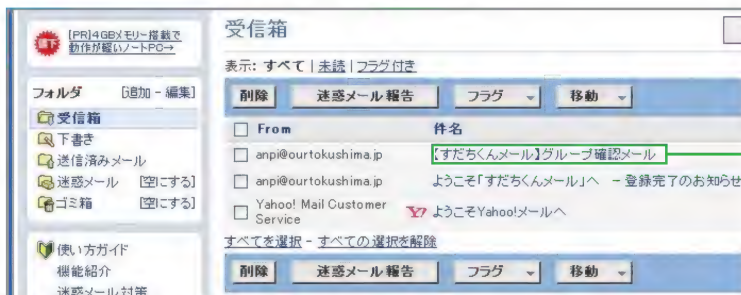 値下
[PR]4GBメモリー搭載で
動作が軽いノートPC→
フォルダ [追加 - 編集]
受信箱
下書き
送信済みメール
迷惑メール [空にする]
ゴミ箱 [空にする]
使い方ガイド
機能紹介
迷惑メール対策
受信箱
表示: すべて | 未読 | フラグ付き
削除 迷惑メール報告 フラグ 移動
From 件名
anpi@ourtokushima.jp 【すだちくんメール】グループ確認メール
anpi@ourtokushima.jp ようこそ「すだちくんメール」へ - 登録完了のお知らせ
Yahoo! Mail Customer Service Y! ようこそYahoo!メールへ
すべてを選択 - すべての選択を解除
削除 迷惑メール報告 フラグ 移動